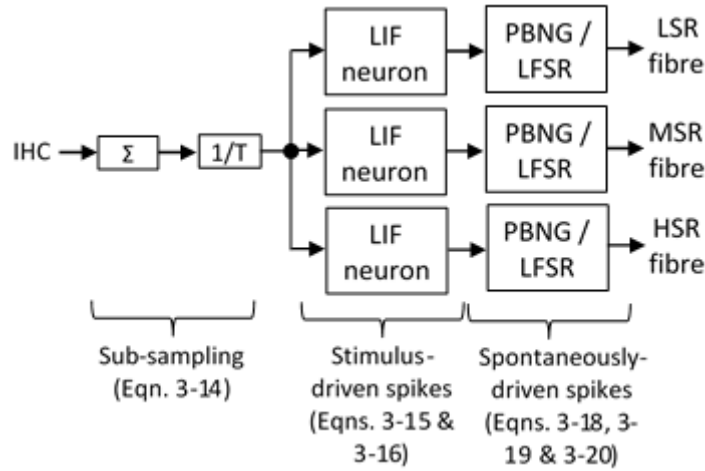 LIF
neuron
PBNG /
LFSR
LSR
fibre
IHC
Σ
1/T
LIF
neuron
PBNG /
LFSR
MSR
fibre
LIF
neuron
PBNG /
LFSR
HSR
fibre
Sub-sampling
(Eqn. 3-14)
Stimulus-
driven spikes
(Eqns. 3-15 &
3-16)
Spontaneously-
driven spikes
(Eqns. 3-18, 3-
19 & 3-20)